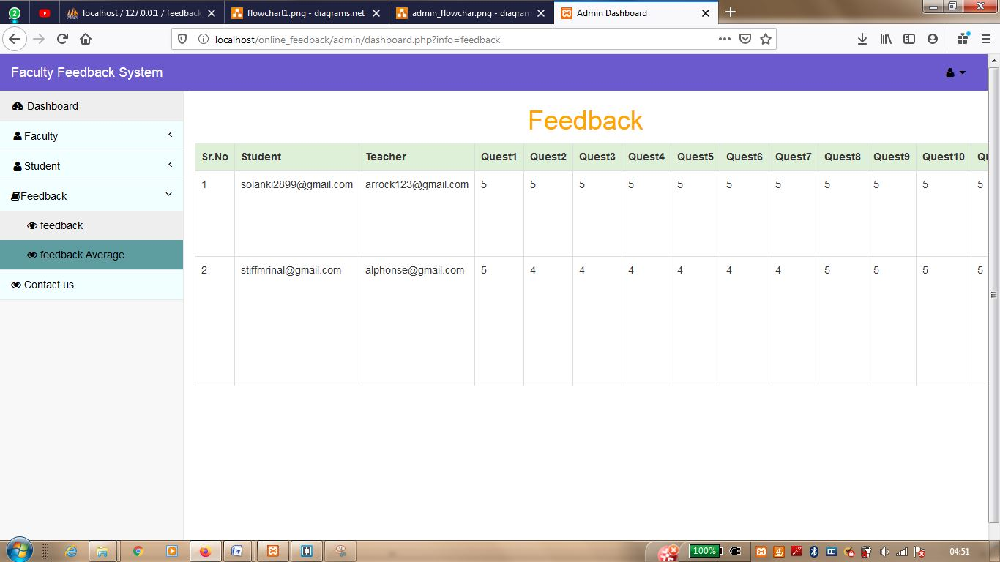 2
localhost / 127.0.0.1 / feedback
flowchart1.png - diagrams.net
admin_flowchar.png - diagram
Admin Dashboard
localhost/online_feedback/admin/dashboard.php?info=feedback
Faculty Feedback System
Dashboard
Faculty
Student
Feedback
feedback
feedback Average
Contact us
Feedback
Sr.No Student Teacher Quest1 Quest2 Quest3 Quest4 Quest5 Quest6 Quest7 Quest8 Quest9 Quest10
1 solanki2899@gmail.com arrock123@gmail.com 5 5 5 5 5 5 5 5 5 5 5
2 stiffmrinal@gmail.com alphonse@gmail.com 5 4 4 4 4 4 4 5 5 5 5
100%
04:51